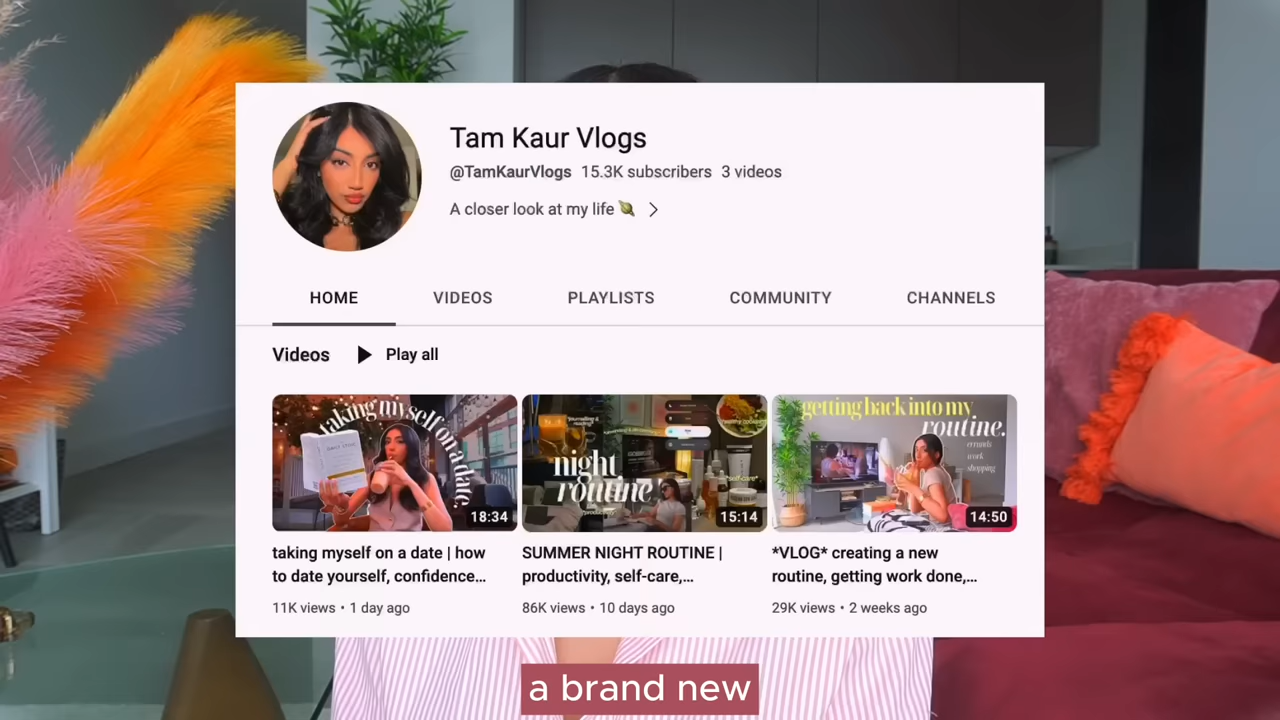 Tam Kaur Vlogs
@TamKaurVlogs 15.3K subscribers 3 videos
A closer look at my life
HOME VIDEOS PLAYLISTS COMMUNITY CHANNELS
Videos Play all
taking myself on a date.
18:34
night
routine
self-care
15:14
getting back into my
routine.
errands
work
shopping
14:50
taking myself on a date | how
to date yourself, confidence...
11K views • 1 day ago
SUMMER NIGHT ROUTINE |
productivity, self-care,...
86K views • 10 days ago
*VLOG* creating a new
routine, getting work done,...
29K views • 2 weeks ago
a brand new